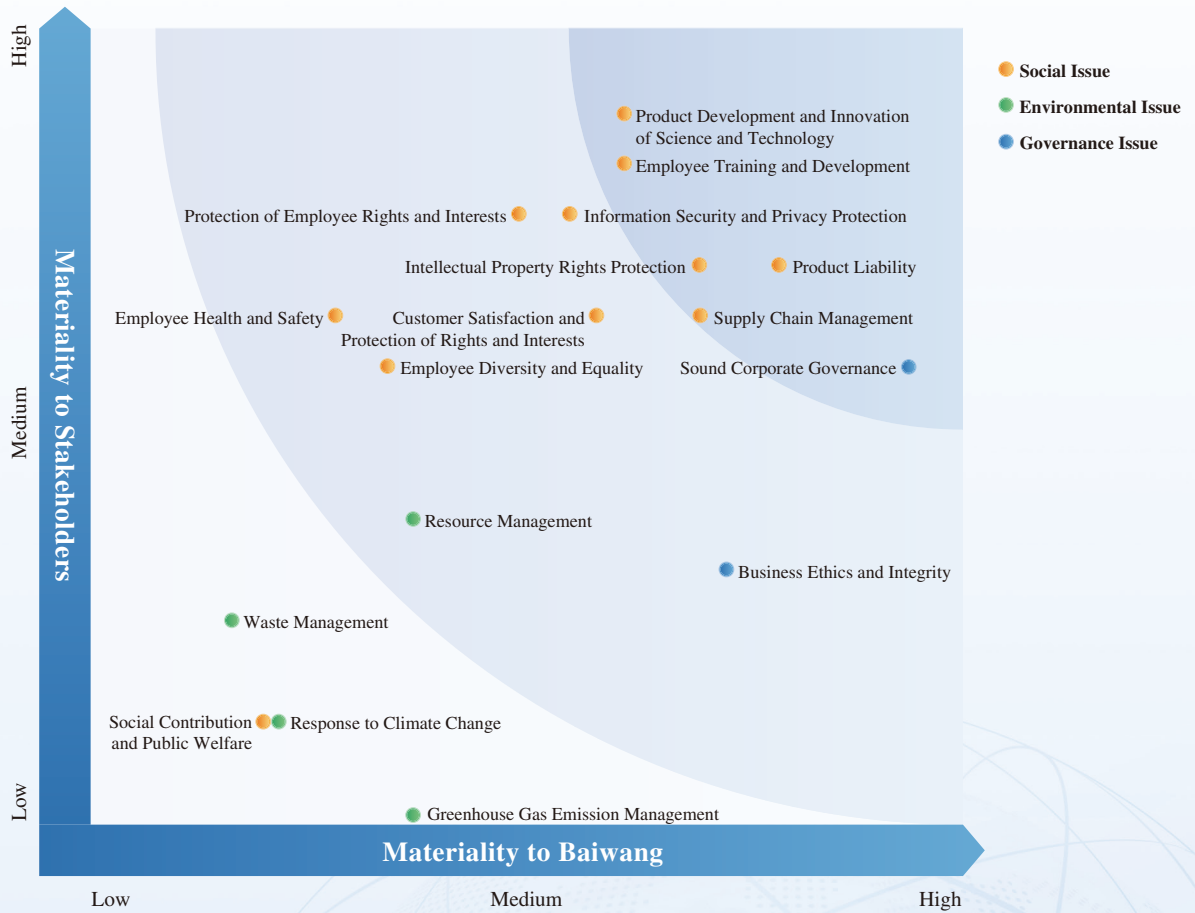 High
Social Issue
Environmental Issue
Governance Issue
Product Development and Innovation
of Science and Technology
Employee Training and Development
Protection of Employee Rights and Interests
Information Security and Privacy Protection
Intellectual Property Rights Protection
Product Liability
Employee Health and Safety
Customer Satisfaction and
Protection of Rights and Interests
Supply Chain Management
Employee Diversity and Equality
Sound Corporate Governance
Medium
Materiality to Stakeholders
Resource Management
Business Ethics and Integrity
Waste Management
Social Contribution
and Public Welfare
Response to Climate Change
Low
Greenhouse Gas Emission Management
Materiality to Baiwang
Low
Medium
High